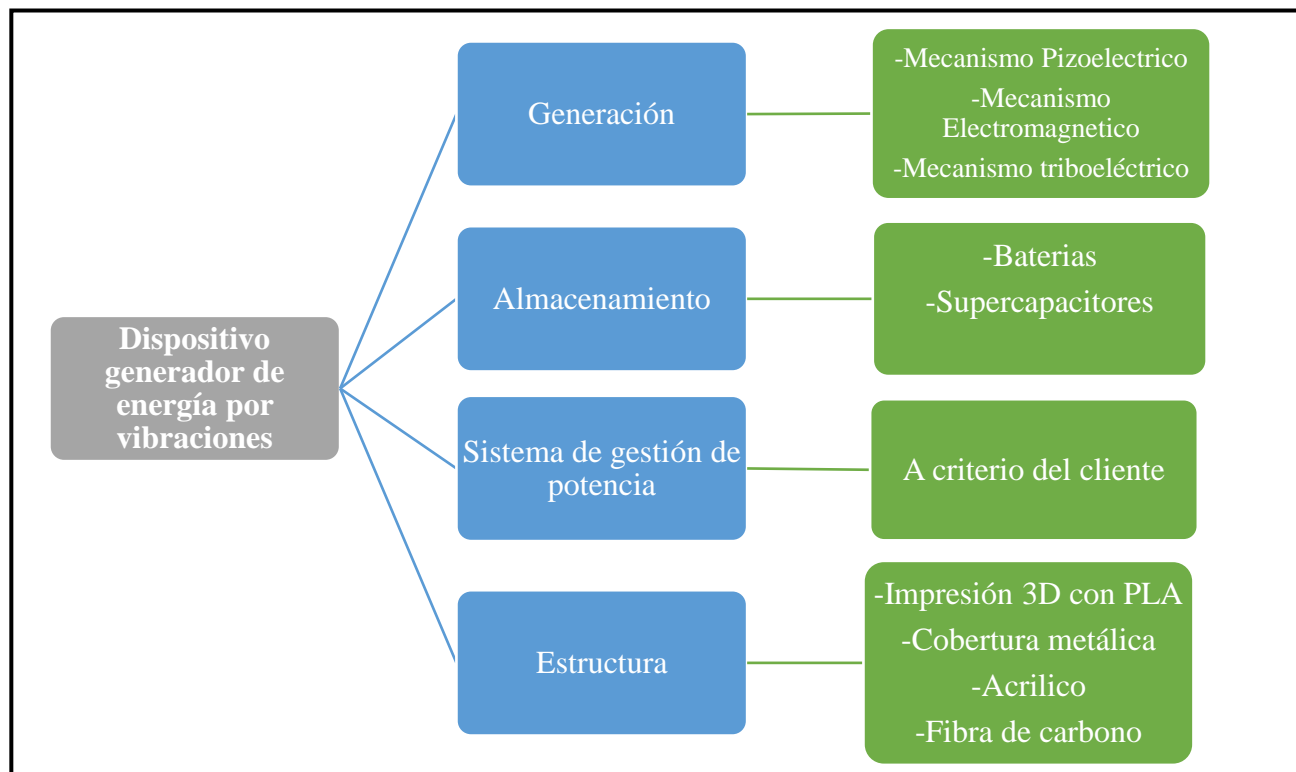 Dispositivo
generador de
energía por
vibraciones
Generación
-Mecanismo Pizoelectrico
-Mecanismo
Electromagnetico
-Mecanismo triboeléctrico
Almacenamiento
-Baterias
-Supercapacitores
Sistema de gestión de
potencia
A criterio del cliente
Estructura
-Impresión 3D con PLA
-Cobertura metálica
-Acrilico
-Fibra de carbono